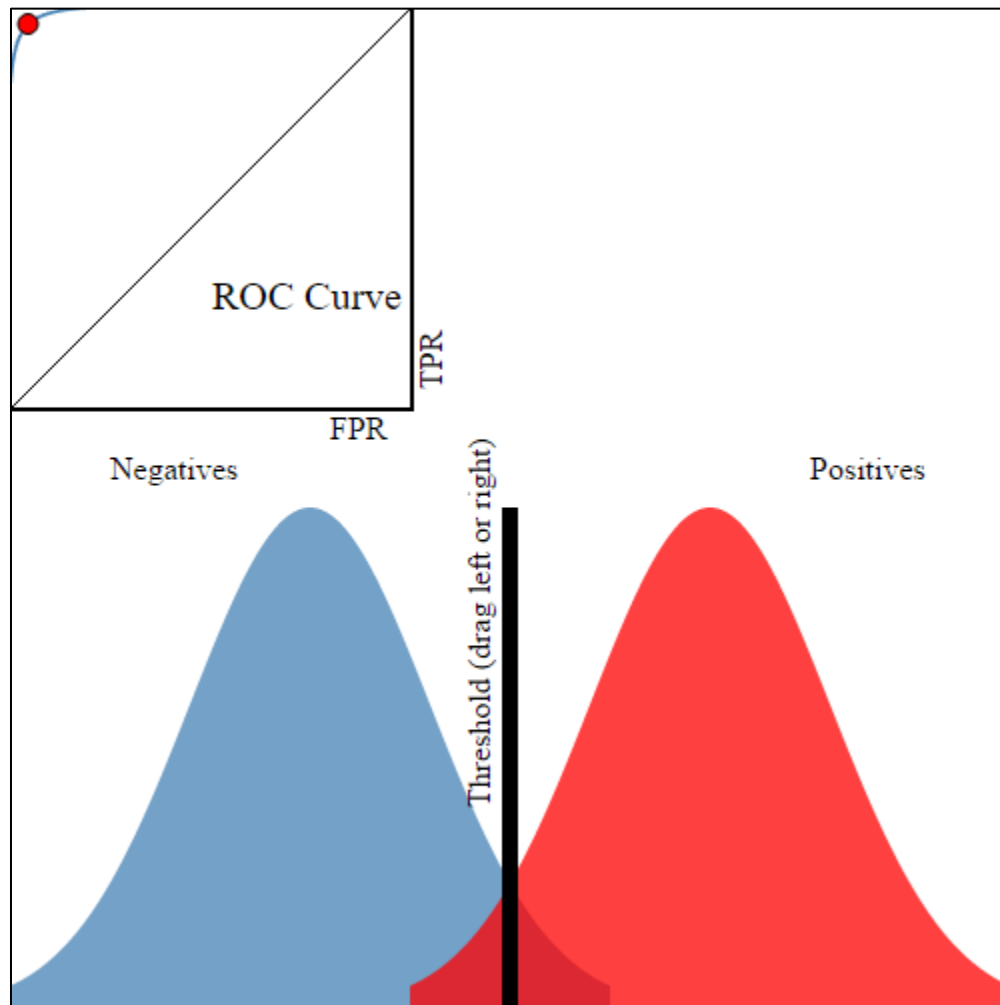 ROC Curve
TPR
FPR
Negatives
Positives
Threshold (drag left or right)